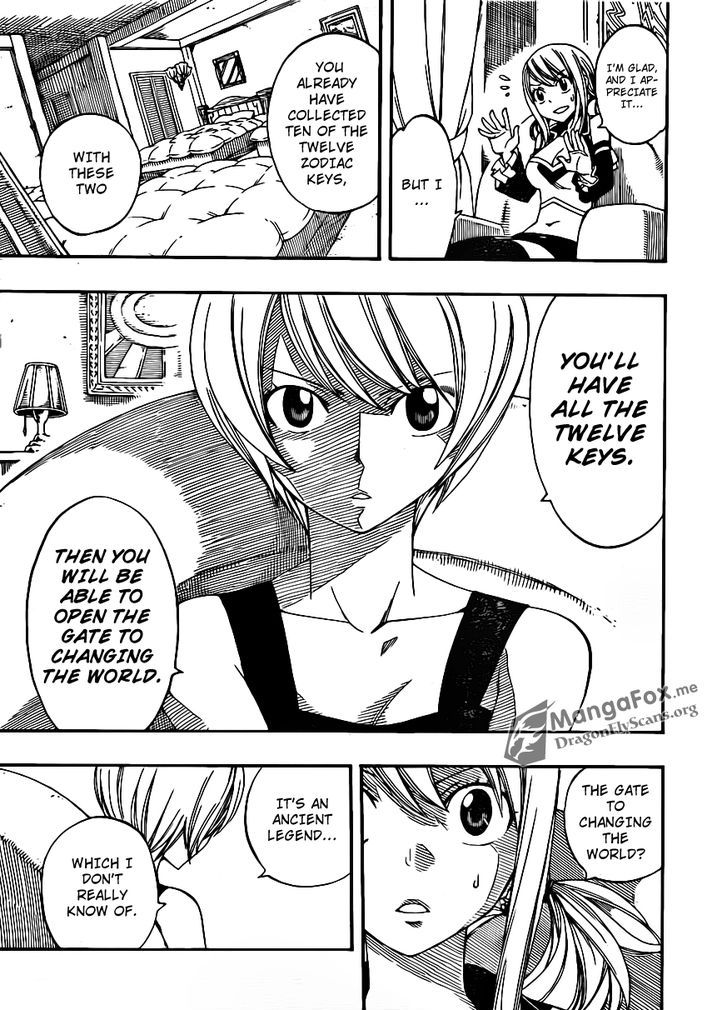 I'M GLAD,
AND I AP-
PRECIATE
IT...
BUT I
...
YOU
ALREADY
HAVE
COLLECTED
TEN OF THE
TWELVE
ZODIAC
KEYS,
WITH
THESE
TWO
YOU'LL
HAVE
ALL THE
TWELVE
KEYS.
THEN YOU
WILL BE
ABLE TO
OPEN THE
GATE TO
CHANGING
THE WORLD.
MangaFox.me
DragonFlyScans.org
THE GATE
TO
CHANGING
THE
WORLD?
IT'S AN
ANCIENT
LEGEND...
WHICH I
DON'T
REALLY
KNOW OF.